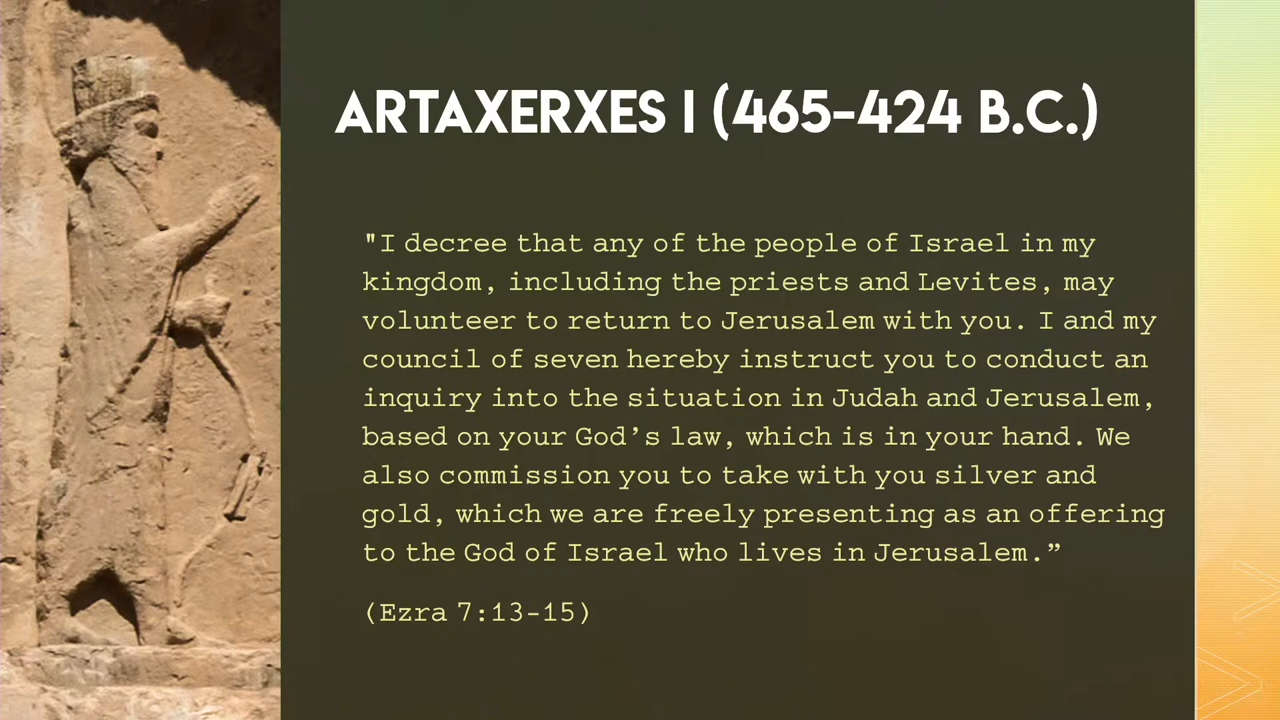 ARTAXERXES I (465-424 B.C.)
"I decree that any of the people of Israel in my
kingdom, including the priests and Levites, may
volunteer to return to Jerusalem with you. I and my
council of seven hereby instruct you to conduct an
inquiry into the situation in Judah and Jerusalem,
based on your God’s law, which is in your hand. We
also commission you to take with you silver and
gold, which we are freely presenting as an offering
to the God of Israel who lives in Jerusalem.”
(Ezra 7:13-15)